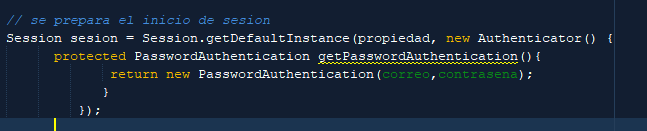 // se prepara el inicio de sesion
Session sesion = Session.getDefaultInstance(propiedad, new Authenticator() {
protected PasswordAuthentication getPasswordAuthentication(){
return new PasswordAuthentication(correo,contrasena);
}
});